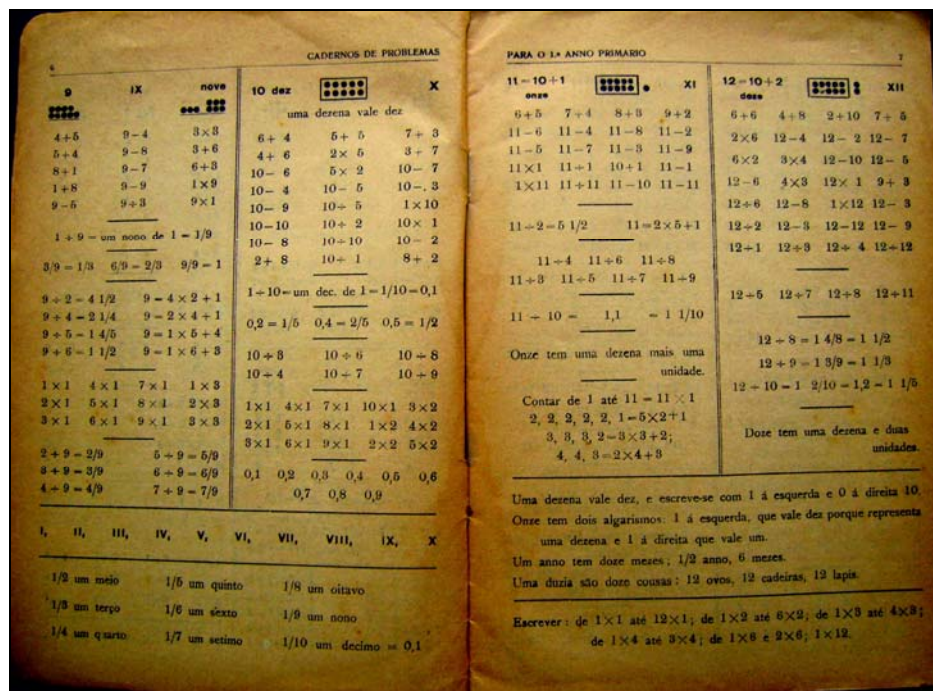 6
CADERNOS DE PROBLEMAS
9 IX nove
4+5 9-4 3×3
5+4 9-8 3+6
8+1 9-7 6+3
1+8 9-9 1×9
9-5 9÷3 9×1
1 ÷ 9 = um nono de 1 = 1/9
3/9 = 1/3 6/9 = 2/3 9/9 = 1
9 ÷ 2 = 4 1/2 9 = 4 × 2 + 1
9 ÷ 4 = 2 1/4 9 = 2 × 4 + 1
9 ÷ 5 = 1 4/5 9 = 1 × 5 + 4
9 ÷ 6 = 1 1/2 9 = 1 × 6 + 3
1 × 1 4 × 1 7 × 1 1 × 3
2 × 1 5 × 1 8 × 1 2 × 3
3 × 1 6 × 1 9 × 1 3 × 3
2 ÷ 9 = 2/9 5 ÷ 9 = 5/9
3 ÷ 9 = 3/9 6 ÷ 9 = 6/9
4 ÷ 9 = 4/9 7 ÷ 9 = 7/9
10 dez X
uma dezena vale dez
6+ 4 5+ 5 7+ 3
4+ 6 2× 5 3+ 7
10- 6 5× 2 10- 7
10- 4 10- 5 10- 3
10- 9 10÷ 5 1×10
10-10 10÷ 2 10× 1
10- 8 10÷10 10- 2
2+ 8 10÷ 1 8+ 2
1÷10=um dec. de 1=1/10=0,1
0,2 = 1/5 0,4 = 2/5 0,5 = 1/2
10 ÷ 3 10 ÷ 6 10 ÷ 8
10 ÷ 4 10 ÷ 7 10 ÷ 9
1×1 4×1 7×1 10×1 3×2
2×1 5×1 8×1 1×2 4×2
3×1 6×1 9×1 2×2 5×2
0,1 0,2 0,3 0,4 0,5 0,6
0,7 0,8 0,9
I, II, III, IV, V, VI, VII, VIII, IX, X
1/2 um meio 1/5 um quinto 1/8 um oitavo
1/3 um terço 1/6 um sexto 1/9 um nono
1/4 um quarto 1/7 um setimo 1/10 um decimo = 0,1
PARA O 1.º ANNO PRIMARIO
7
11=10+1 XI
onze
6+5 7+4 8+3 9+2
11-6 11-4 11-8 11-2
11-5 11-7 11-3 11-9
11×1 11÷1 10+1 11-1
1×11 11÷11 11-10 11-11
11÷2=5 1/2 11=2×5+1
11÷4 11÷6 11÷8
11÷3 11÷5 11÷7 11÷9
11 ÷ 10 = 1,1 = 1 1/10
Onze tem uma dezena mais uma
unidade.
Contar de 1 até 11 = 11 × 1
2, 2, 2, 2, 2, 1=5×2+1
3, 3, 3, 2=3×3+2;
4, 4, 3=2×4+3
12=10+2 XII
doze
6+6 4+8 2+10 7+ 5
2×6 12-4 12- 2 12- 7
6×2 3×4 12-10 12- 5
12-6 4×3 12× 1 9+ 3
12÷6 12-8 1×12 12- 3
12÷2 12-3 12-12 12- 9
12÷1 12÷3 12÷ 4 12÷12
12÷5 12÷7 12÷8 12÷11
12 ÷ 8 = 1 4/8 = 1 1/2
12 ÷ 9 = 1 3/9 = 1 1/3
12 ÷ 10 = 1 2/10 = 1,2 = 1 1/5
Doze tem uma dezena e duas
unidades.
Uma dezena vale dez, e escreve-se com 1 á esquerda e 0 á direita 10.
Onze tem dois algarismos: 1 á esquerda, que vale dez porque representa
uma dezena e 1 á direita que vale um.
Um anno tem doze mezes; 1/2 anno, 6 mezes.
Uma duzia são doze cousas: 12 ovos, 12 cadeiras, 12 lapis.
Escrever: de 1×1 até 12×1; de 1×2 até 6×2; de 1×3 até 4×3;
de 1×4 até 3×4; de 1×6 e 2×6; 1×12.